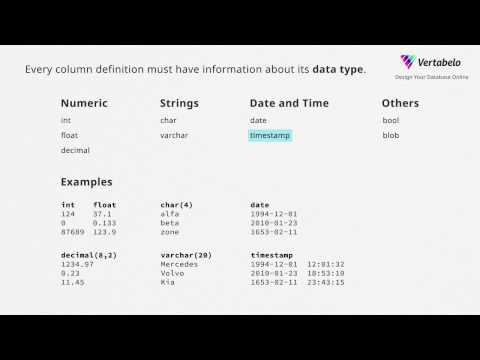 Vertabelo
Design Your Database Online
Every column definition must have information about its data type.
Numeric Strings Date and Time Others
int char date bool
float varchar timestamp blob
decimal
Examples
int float char(4) date
124 37.1 alfa 1994-12-01
0 0.133 beta 2010-01-23
87689 123.9 zone 1653-02-11
decimal(8,2) varchar(20) timestamp
1234.97 Mercedes 1994-12-01 12:01:32
0.23 Volvo 2010-01-23 18:53:10
11.45 Kia 1653-02-11 23:43:15